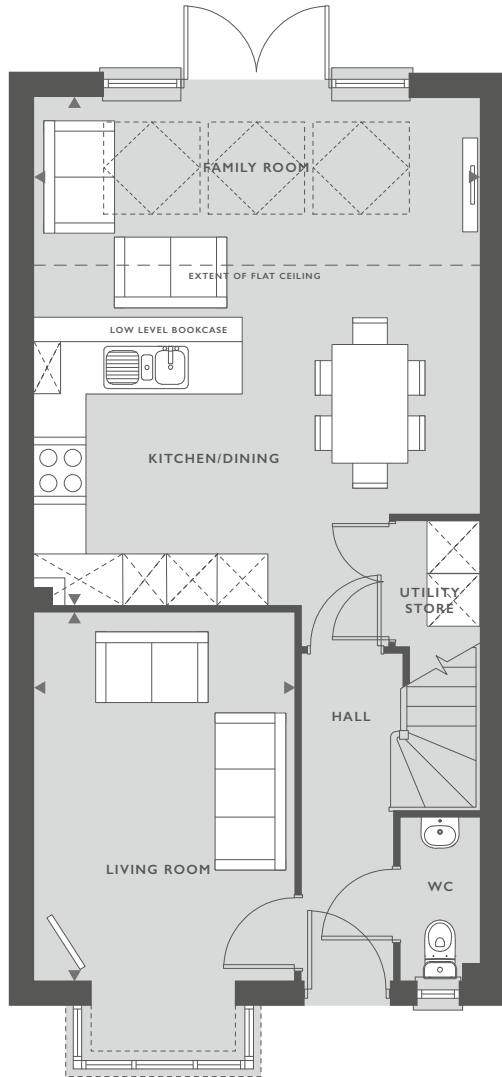 FAMILY ROOM
EXTENT OF FLAT CEILING
LOW LEVEL BOOKCASE
KITCHEN/DINING
UTILITY
STORE
HALL
LIVING ROOM
WC